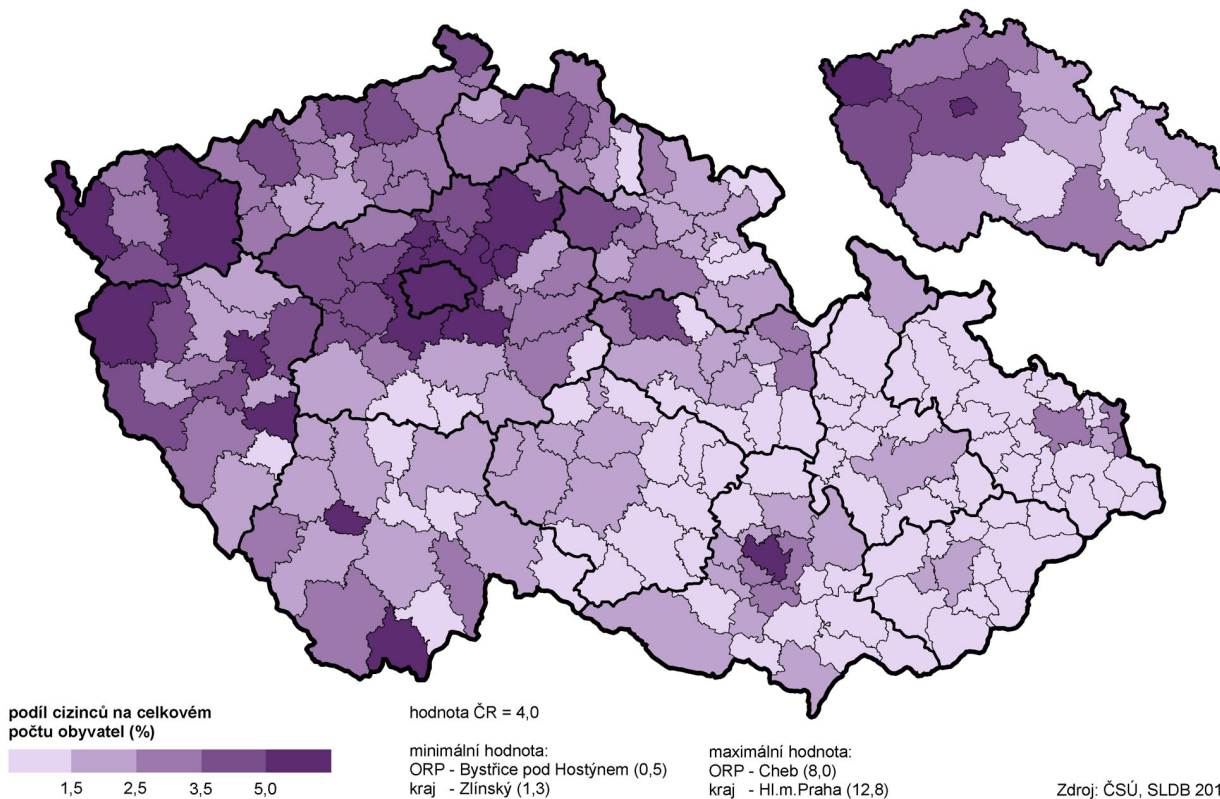 podíl cizinců na celkovém
počtu obyvatel (%)
1,5 2,5 3,5 5,0
hodnota ČR = 4,0
minimální hodnota:
ORP - Bystřice pod Hostýnem (0,5)
kraj - Zlínský (1,3)
maximální hodnota:
ORP - Cheb (8,0)
kraj - Hl.m.Praha (12,8)
Zdroj: ČSÚ, SLDB 201